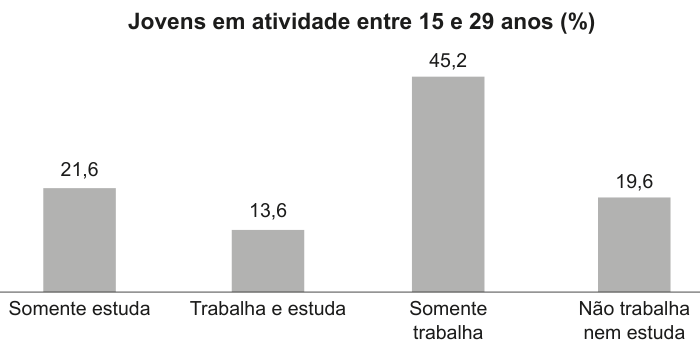 Jovens em atividade entre 15 e 29 anos (%)
45,2
21,6
19,6
13,6
Somente estuda
Trabalha e estuda
Somente
trabalha
Não trabalha
nem estuda